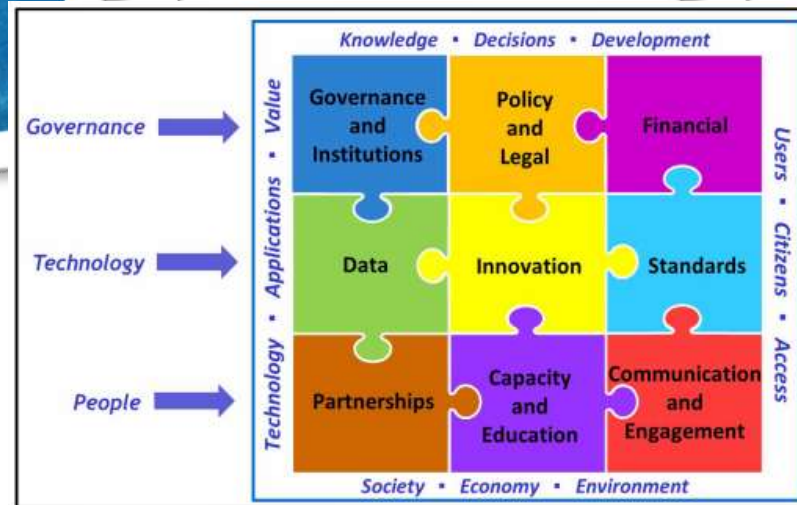 Knowledge ▪ Decisions ▪ Development
Governance
Technology
People
Technology ▪ Applications ▪ Value
Governance
and
Institutions
Policy
and
Legal
Financial
Data
Innovation
Standards
Partnerships
Capacity
and
Education
Communication
and
Engagement
Users ▪ Citizens ▪ Access
Society ▪ Economy ▪ Environment